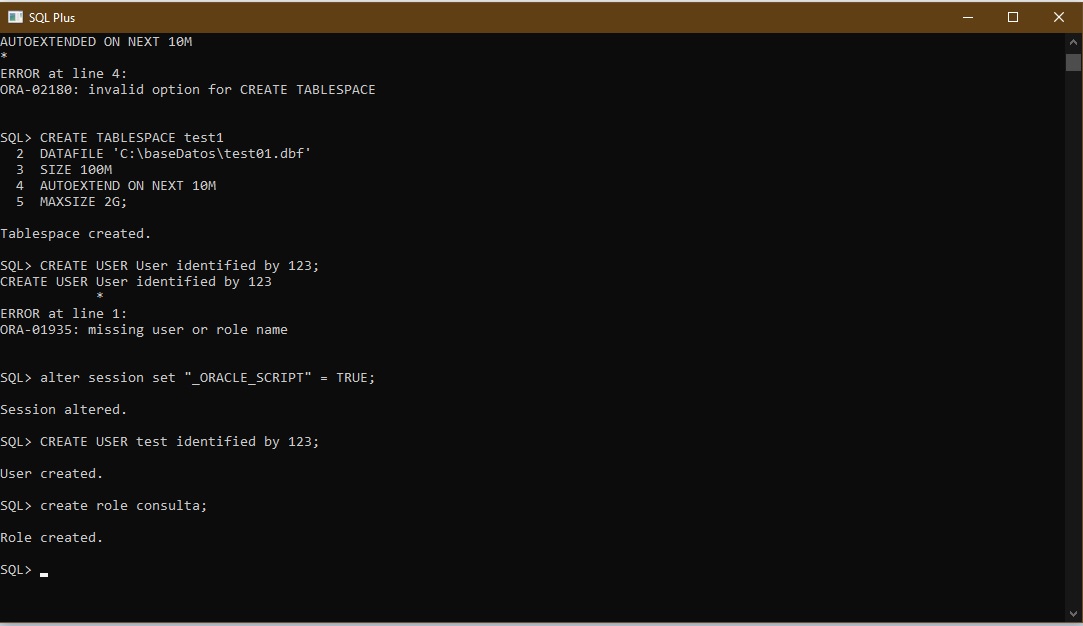 SQL Plus
AUTOEXTENDED ON NEXT 10M
*
ERROR at line 4:
ORA-02180: invalid option for CREATE TABLESPACE
SQL> CREATE TABLESPACE test1
  2  DATAFILE 'C:\baseDatos\test01.dbf'
  3  SIZE 100M
  4  AUTOEXTEND ON NEXT 10M
  5  MAXSIZE 2G;
Tablespace created.
SQL> CREATE USER User identified by 123;
CREATE USER User identified by 123
            *
ERROR at line 1:
ORA-01935: missing user or role name
SQL> alter session set "_ORACLE_SCRIPT" = TRUE;
Session altered.
SQL> CREATE USER test identified by 123;
User created.
SQL> create role consulta;
Role created.
SQL>